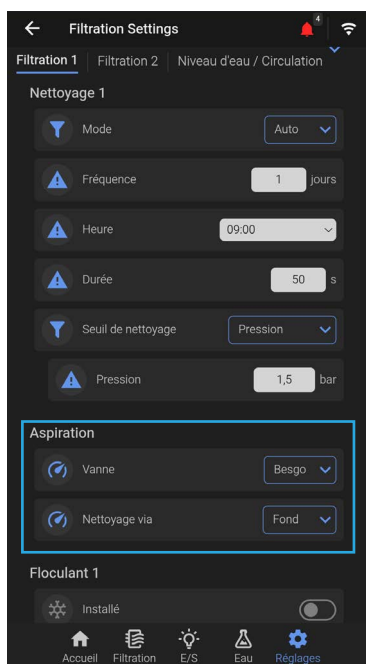 Filtration Settings 4
Filtration 1 Filtration 2 Niveau d'eau / Circulation
Nettoyage 1
Mode Auto
Fréquence 1 jours
Heure 09:00
Durée 50 s
Seuil de nettoyage Pression
Pression 1,5 bar
Aspiration
Vanne Besgo
Nettoyage via Fond
Floculant 1
Installé
Accueil Filtration E/S Eau Réglages